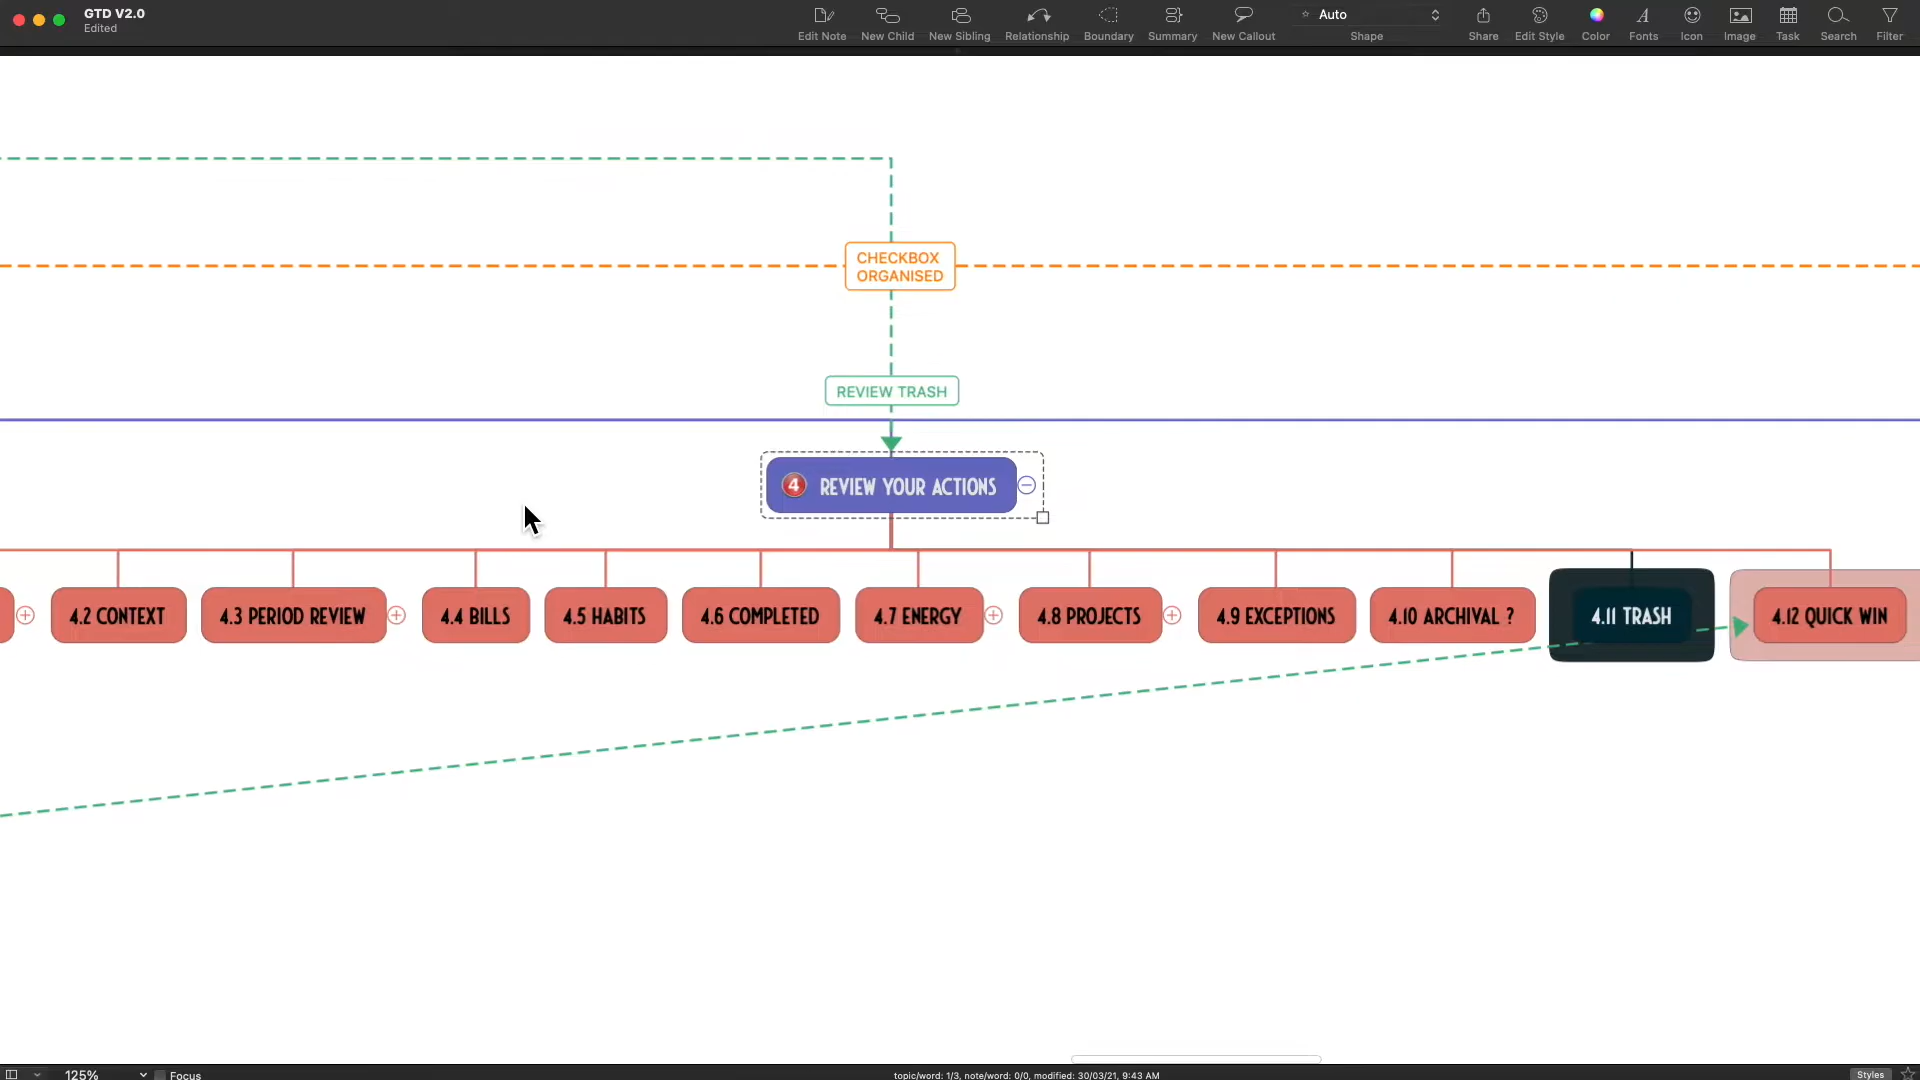 GTD V2.0
Edited
Auto
Edit Note
New Child
New Sibling
Relationship
Boundary
Summary
New Callout
Shape
Share
Edit Style
Color
Fonts
Icon
Image
Task
Search
Filter
CHECKBOX
ORGANISED
REVIEW TRASH
4 REVIEW YOUR ACTIONS
4.2 CONTEXT
4.3 PERIOD REVIEW
4.4 BILLS
4.5 HABITS
4.6 COMPLETED
4.7 ENERGY
4.8 PROJECTS
4.9 EXCEPTIONS
4.10 ARCHIVAL ?
4.11 TRASH
4.12 QUICK WIN
125%
Focus
topic/word: 1/3, note/word: 0/0, modified: 30/03/21, 9:43 AM
Styles